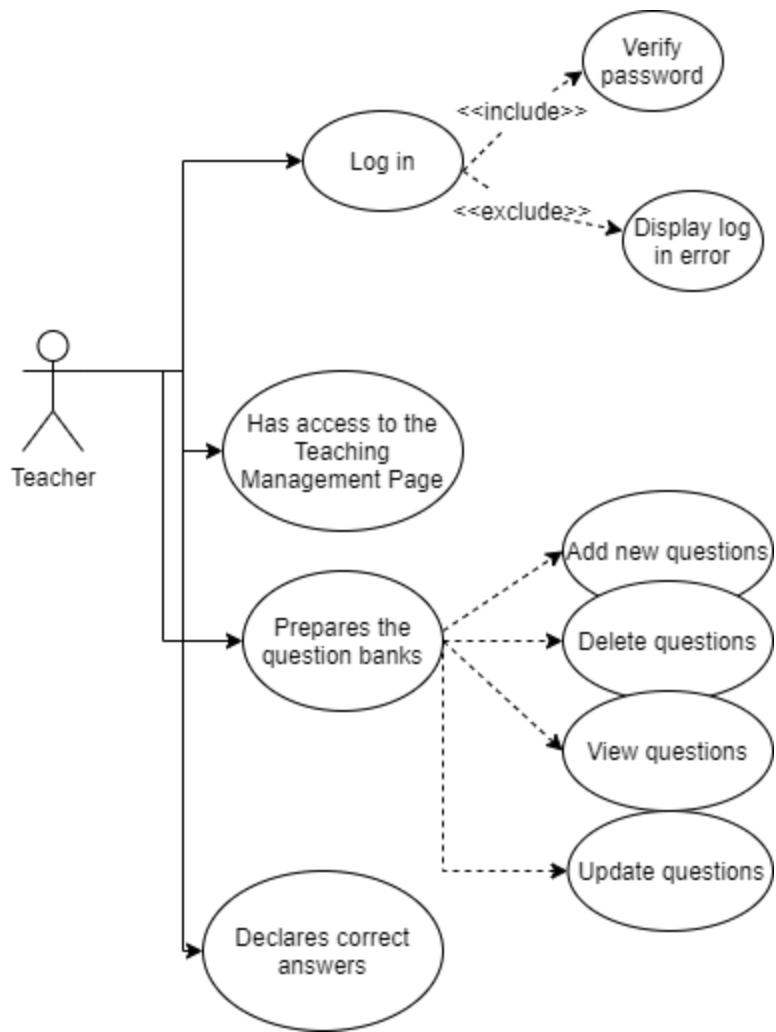 Verify
password
<<include>>
Log in
<<exclude>>
Display log
in error
Teacher
Has access to the
Teaching
Management Page
Add new questions
Prepares the
question banks
Delete questions
View questions
Update questions
Declares correct
answers